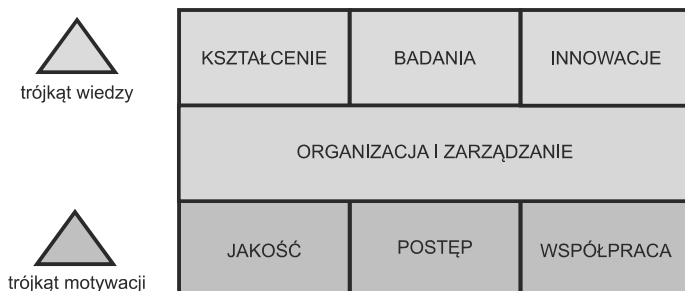 KSZTAŁCENIE BADANIA INNOWACJE
trójkąt wiedzy
ORGANIZACJA I ZARZĄDZANIE
JAKOŚĆ POSTĘP WSPÓŁPRACA
trójkąt motywacji